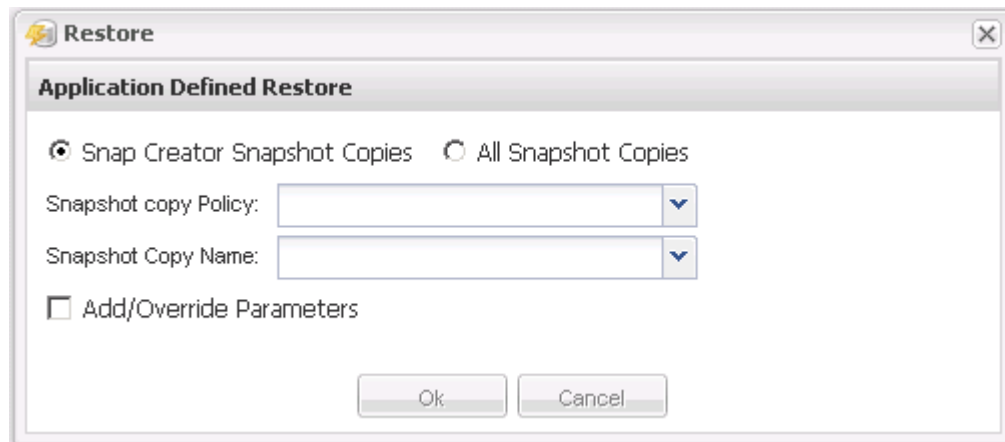 Restore
Application Defined Restore
Snap Creator Snapshot Copies All Snapshot Copies
Snapshot copy Policy:
Snapshot Copy Name:
Add/Override Parameters
Ok Cancel